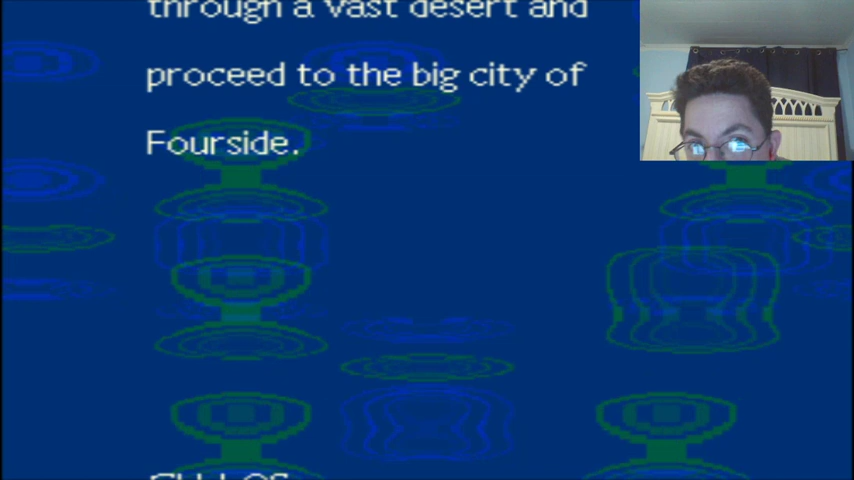 through a vast desert and
proceed to the big city of
Fourside.